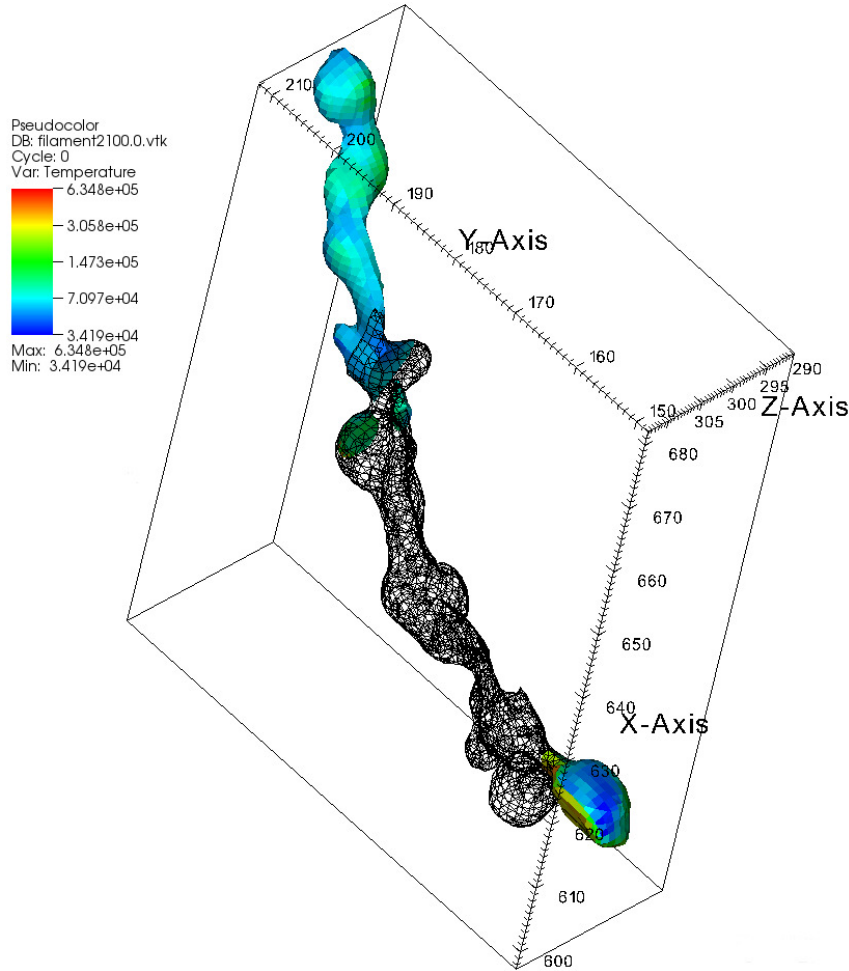 Pseudocolor
DB: filament2100.0.vtk
Cycle: 0
Var: Temperature
6.348e+05
3.058e+05
1.473e+05
7.097e+04
3.419e+04
Max: 6.348e+05
Min: 3.419e+04
210
200
190
Y-Axis
180
170
160
150
290
295
Z-Axis
300
305
680
670
660
650
640
X-Axis
630
620
610
600